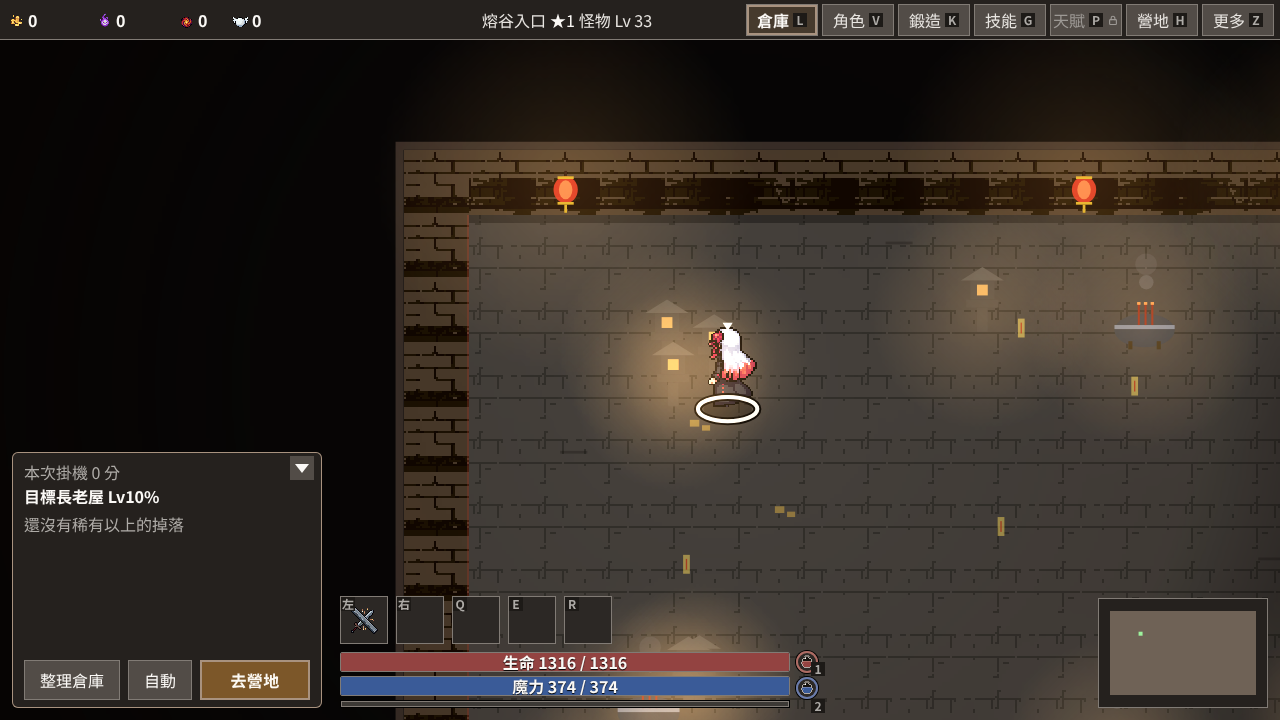 0 0 0 0 熔谷入口 ★1 怪物 Lv 33 倉庫 L 角色 V 鍛造 K 技能 G 天賦 P 營地 H 更多 Z
本次掛機 0 分
目標長老屋 Lv10%
還沒有稀有以上的掉落
整理倉庫 自動 去營地
左 右 Q E R
生命 1316 / 1316 1
魔力 374 / 374 2